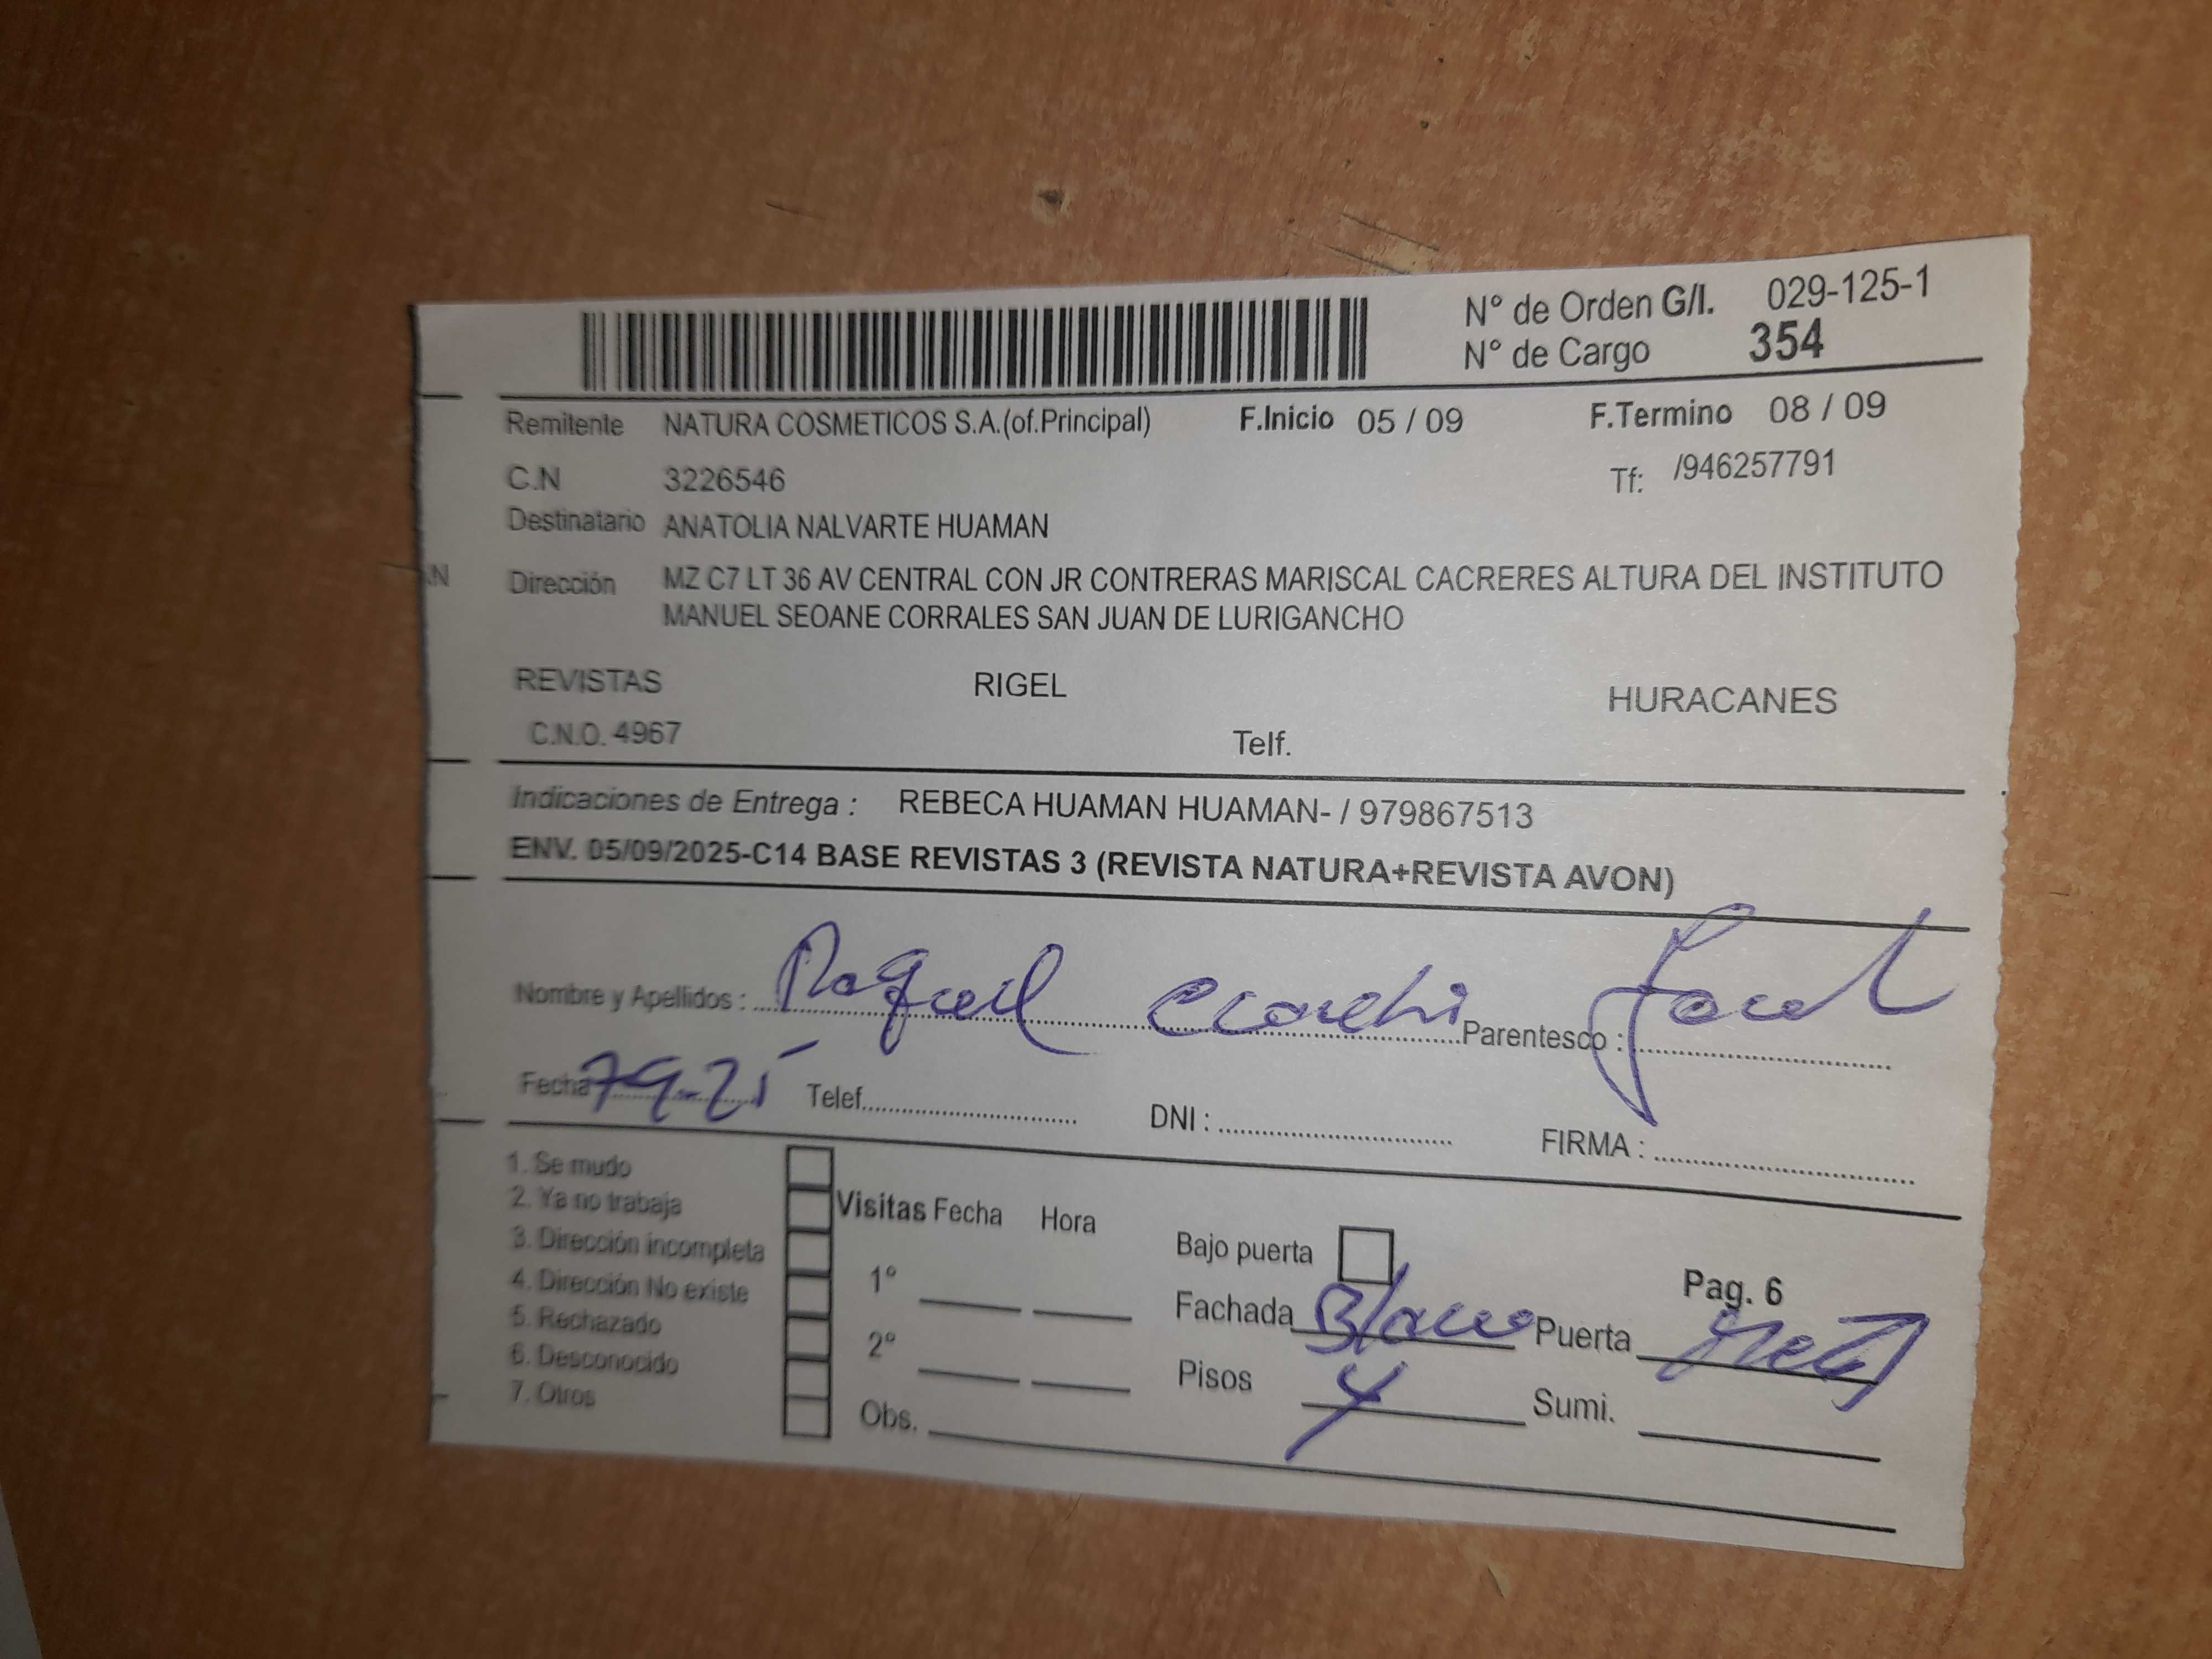 N° de Orden G/I. 029-125-1
N° de Cargo 354
Remitente NATURA COSMETICOS S.A.(of.Principal) F.Inicio 05 / 09 F.Termino 08 / 09
C.N 3226546 Tf: /946257791
Destinatario ANATOLIA NALVARTE HUAMAN
Dirección MZ C7 LT 36 AV CENTRAL CON JR CONTRERAS MARISCAL CACRERES ALTURA DEL INSTITUTO
MANUEL SEOANE CORRALES SAN JUAN DE LURIGANCHO
REVISTAS RIGEL HURACANES
C.N.O. 4967 Telf.
Indicaciones de Entrega : REBECA HUAMAN HUAMAN- / 979867513
ENV. 05/09/2025-C14 BASE REVISTAS 3 (REVISTA NATURA+REVISTA AVON)
Nombre y Apellidos : Raquel Parentesco :
Fecha 7 9-25 Telef. DNI : FIRMA :
1. Se mudo
2. Ya no trabaja
3. Dirección incompleta
4. Dirección No existe
5. Rechazado
6. Desconocido
7. Otros
Visitas Fecha Hora
1°
2°
Obs.
Bajo puerta
Pag. 6
Fachada Blanco Puerta
Pisos 4 Sumi.